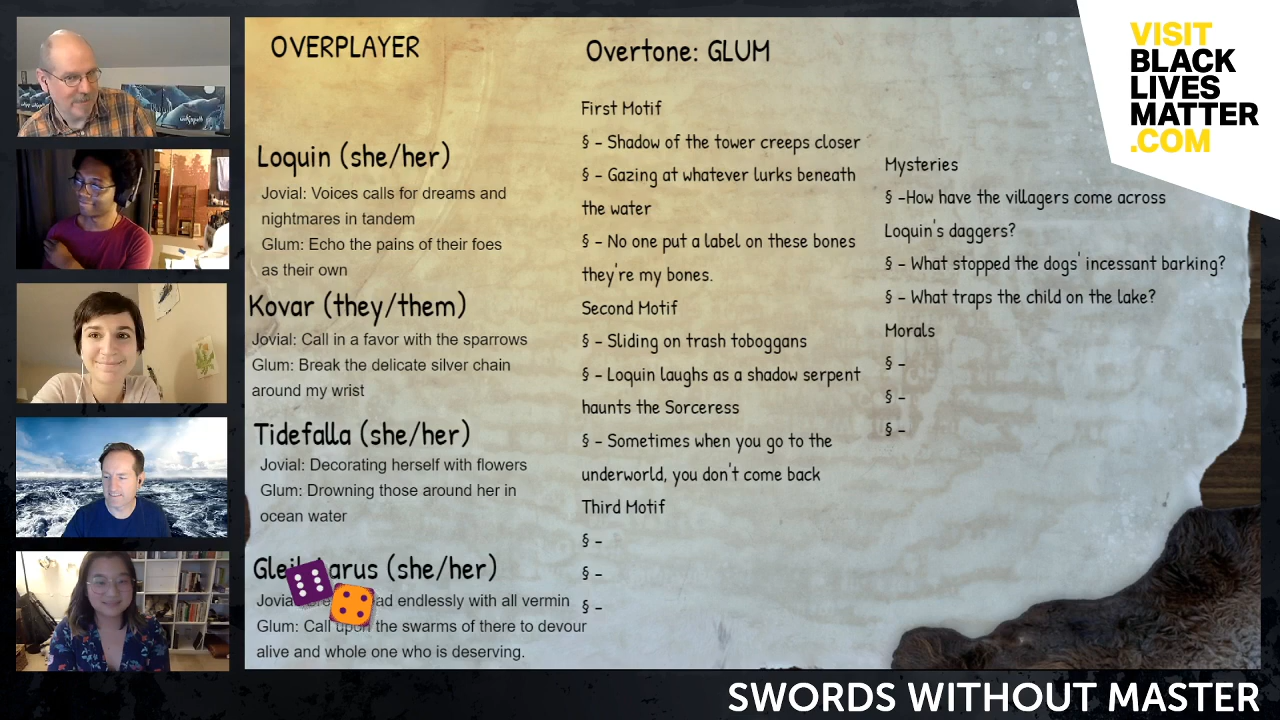 OVERPLAYER
Loquin (she/her)
Jovial: Voices calls for dreams and
nightmares in tandem
Glum: Echo the pains of their foes
as their own
Kovar (they/them)
Jovial: Call in a favor with the sparrows
Glum: Break the delicate silver chain
around my wrist
Tidefalla (she/her)
Jovial: Decorating herself with flowers
Glum: Drowning those around her in
ocean water
(she/her)
endlessly with all vermin
Glum: Call upon the swarms of there to devour
alive and whole one who is deserving.
Overtone: GLUM
First Motif
§ - Shadow of the tower creeps closer
§ - Gazing at whatever lurks beneath
the water
§ - No one put a label on these bones
they're my bones.
Second Motif
§ - Sliding on trash toboggans
§ - Loquin laughs as a shadow serpent
haunts the Sorceress
§ - Sometimes when you go to the
underworld, you don't come back
Third Motif
§ -
§ -
§ -
Mysteries
§ -How have the villagers come across
Loquin's daggers?
§ - What stopped the dogs' incessant barking?
§ - What traps the child on the lake?
Morals
§ -
§ -
§ -
VISIT
BLACK
LIVES
MATTER
.COM
SWORDS WITHOUT MASTER